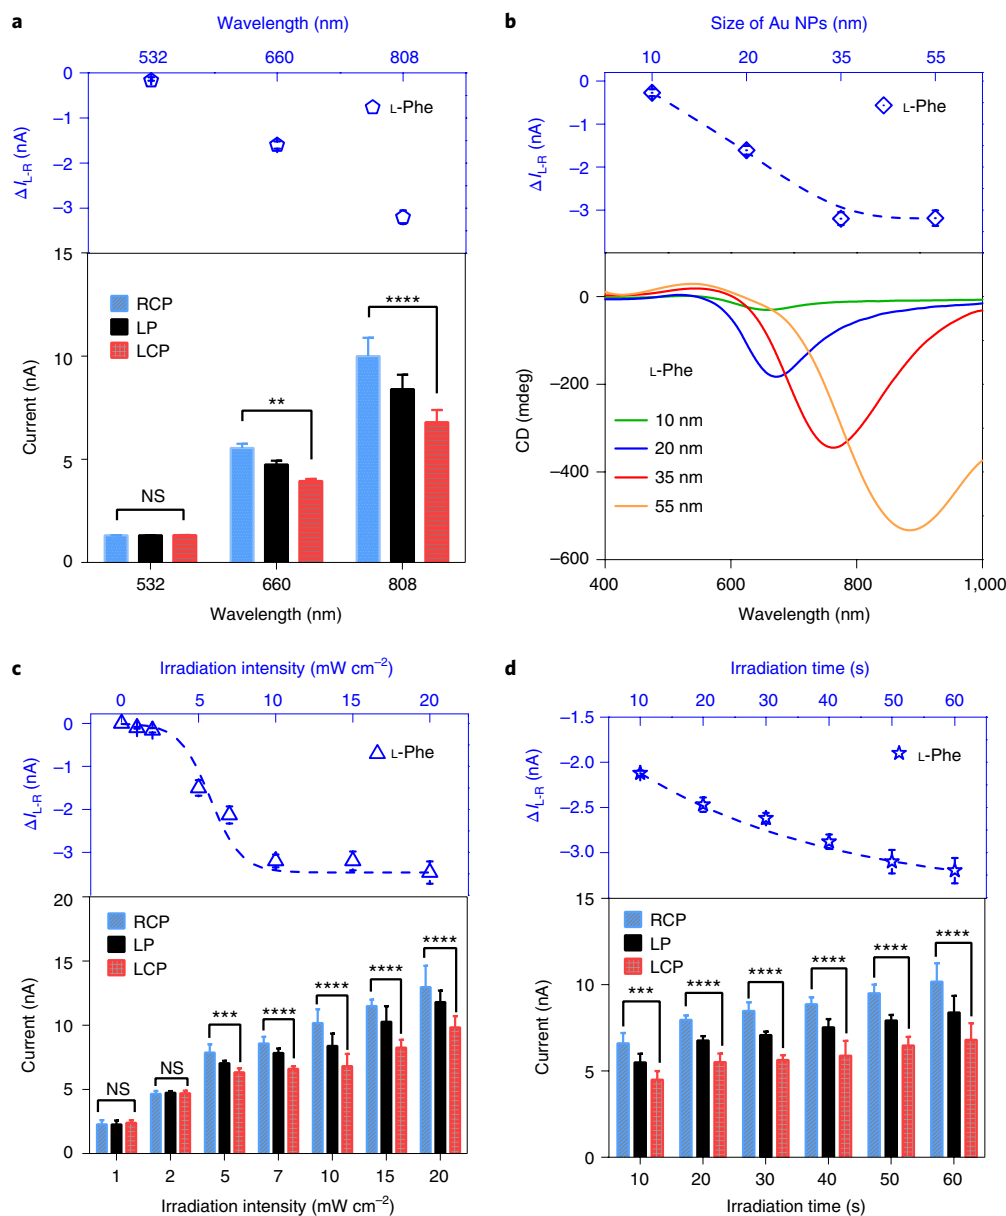 a
Wavelength (nm)
532 660 808
0
−1
−2
−3
ΔI L-R (nA)
L-Phe
15
10
5
0
Current (nA)
RCP
LP
LCP
NS
**
****
532 660 808
Wavelength (nm)
b
Size of Au NPs (nm)
10 20 35 55
0
−1
−2
−3
ΔI L-R (nA)
L-Phe
0
−200
−400
−600
CD (mdeg)
L-Phe
10 nm
20 nm
35 nm
55 nm
400 600 800 1,000
Wavelength (nm)
c
Irradiation intensity (mW cm−2)
0 5 10 15 20
0
−1
−2
−3
ΔI L-R (nA)
L-Phe
20
15
10
5
0
Current (nA)
RCP
LP
LCP
NS
NS
***
****
****
****
****
1 2 5 7 10 15 20
Irradiation intensity (mW cm−2)
d
Irradiation time (s)
10 20 30 40 50 60
−1.5
−2.0
−2.5
−3.0
ΔI L-R (nA)
L-Phe
15
10
5
0
Current (nA)
RCP
LP
LCP
***
****
****
****
****
****
10 20 30 40 50 60
Irradiation time (s)